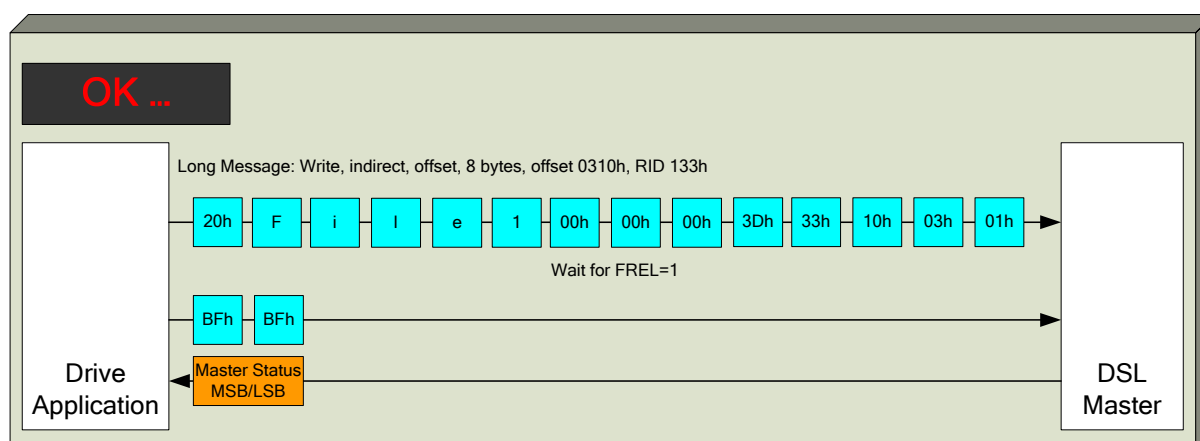 OK ...
Long Message: Write, indirect, offset, 8 bytes, offset 0310h, RID 133h
20h F i l e 1 00h 00h 00h 3Dh 33h 10h 03h 01h
Wait for FREL=1
BFh BFh
Master Status
MSB/LSB
Drive
Application
DSL
Master